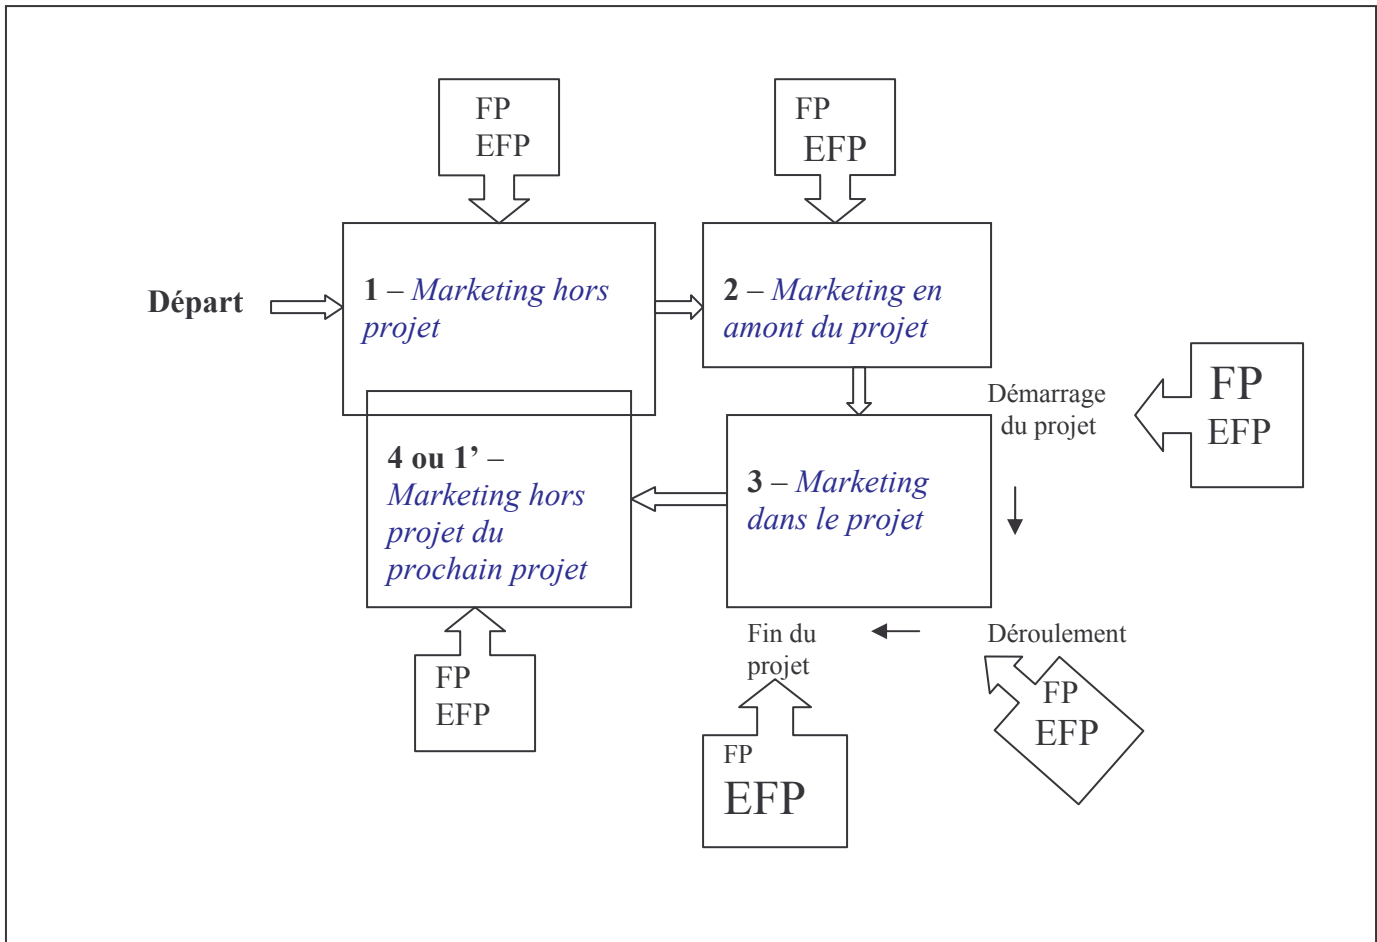 FP
EFP
FP
EFP
Départ
1 – Marketing hors
projet
2 – Marketing en
amont du projet
Démarrage
du projet
FP
EFP
4 ou 1’ –
Marketing hors
projet du
prochain projet
3 – Marketing
dans le projet
Fin du
projet
Déroulement
FP
EFP
FP
EFP
FP
EFP